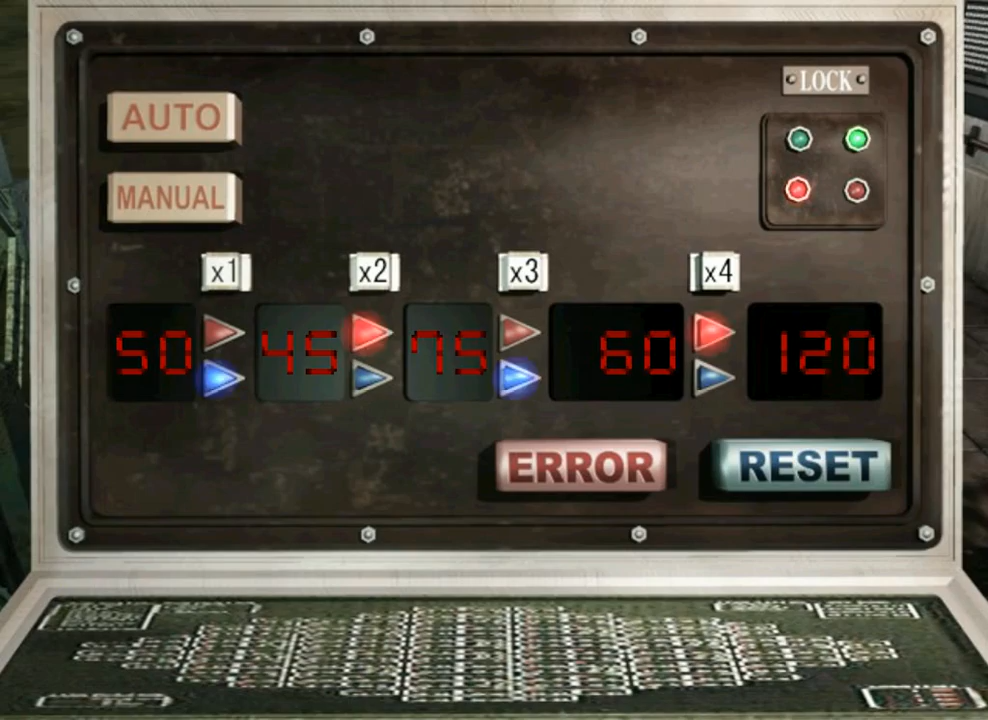 LOCK
AUTO
MANUAL
x1 x2 x3 x4
50 45 75 60 120
ERROR RESET